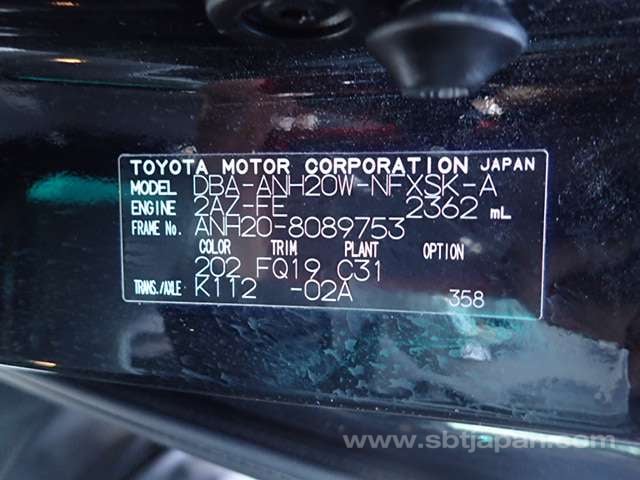 TOYOTA MOTOR CORPORATION JAPAN
MODEL DBA-ANH20W-NFXSK-A
ENGINE 2AZ-FE 2362 mL
FRAME No. ANH20-8089753
COLOR TRIM PLANT OPTION
202 FQ19 C31
TRANS./AXLE K112 -02A 358
www.sbtjapan.com